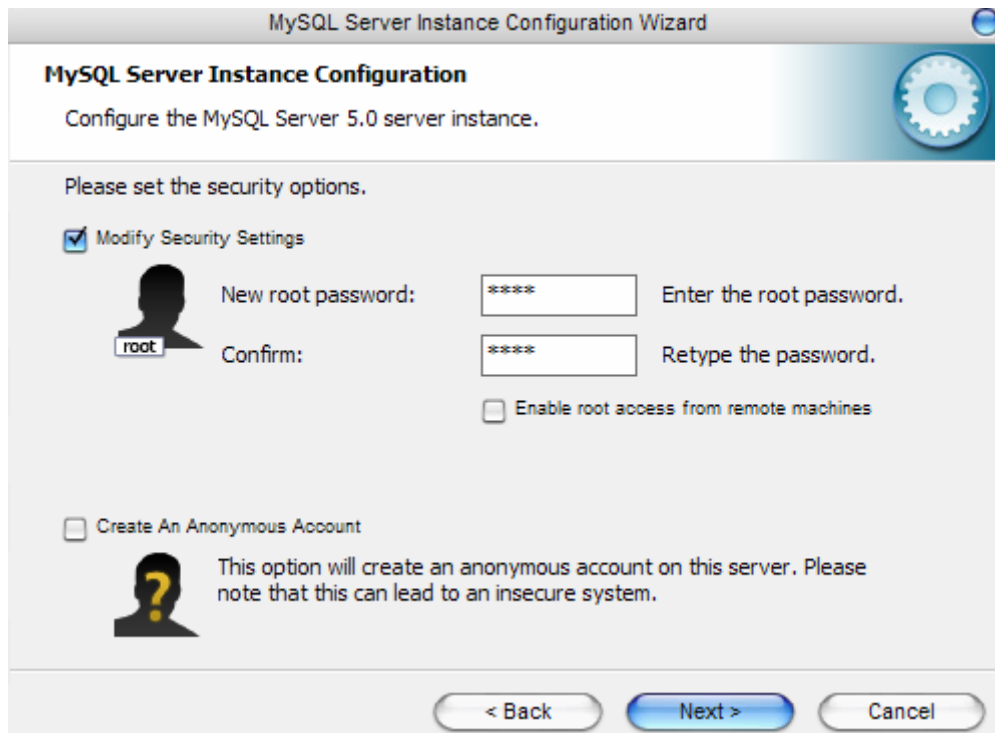 MySQL Server Instance Configuration Wizard
MySQL Server Instance Configuration
Configure the MySQL Server 5.0 server instance.
Please set the security options.
Modify Security Settings
root
New root password: **** Enter the root password.
Confirm: **** Retype the password.
Enable root access from remote machines
Create An Anonymous Account
?
This option will create an anonymous account on this server. Please
note that this can lead to an insecure system.
< Back Next > Cancel